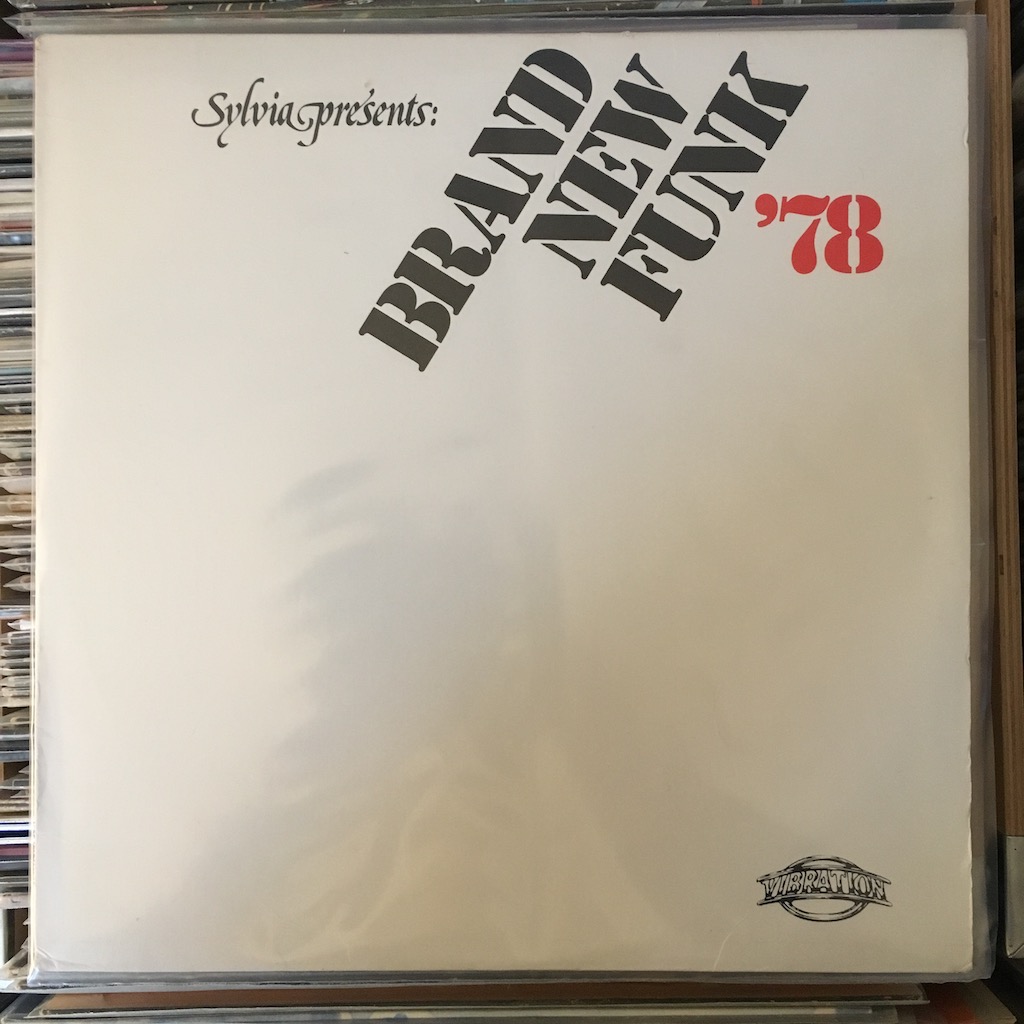 Sylvia presents:
BRAND
NEW
FUNK
'78
VIBRATION